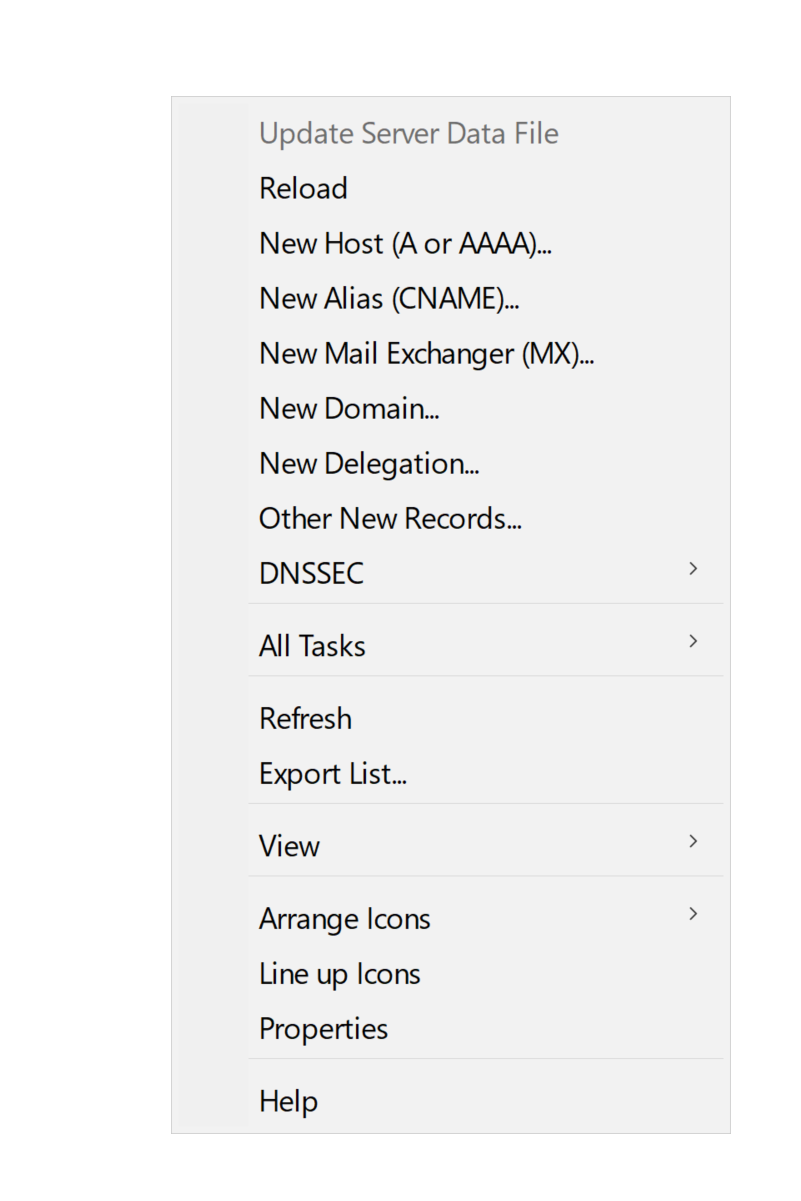 Update Server Data File
Reload
New Host (A or AAAA)...
New Alias (CNAME)...
New Mail Exchanger (MX)...
New Domain...
New Delegation...
Other New Records...
DNSSEC
All Tasks
Refresh
Export List...
View
Arrange Icons
Line up Icons
Properties
Help